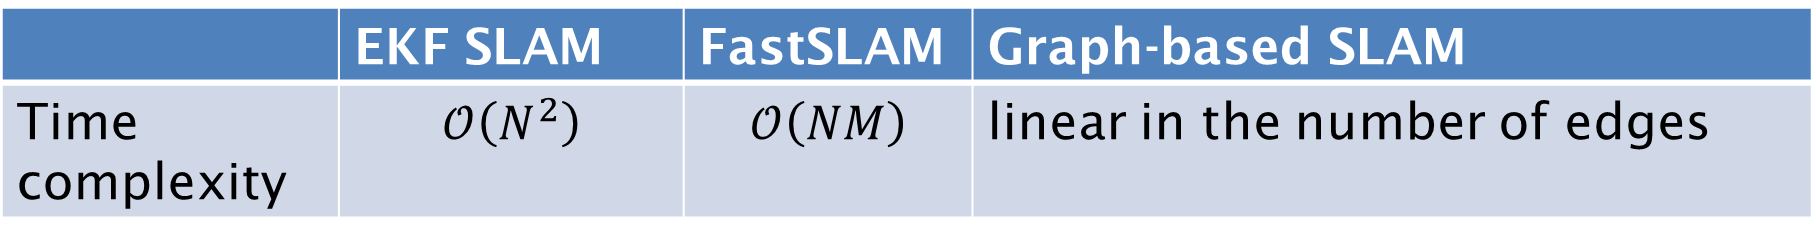 EKF SLAM FastSLAM Graph-based SLAM
Time 𝒪(𝑁²) 𝒪(𝑁𝑀) linear in the number of edges
complexity